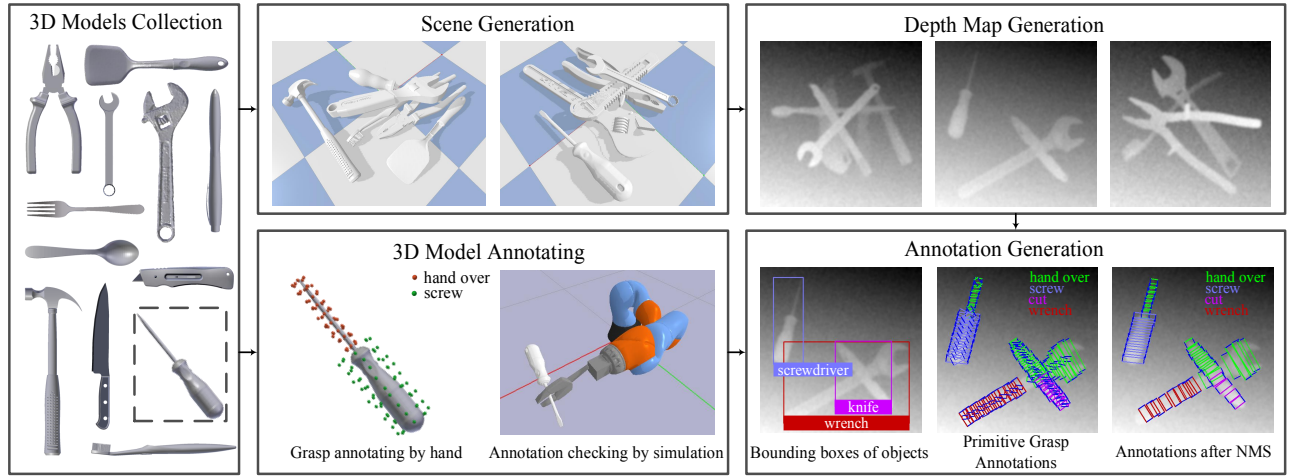 3D Models Collection
Scene Generation
Depth Map Generation
3D Model Annotating
hand over
screw
Grasp annotating by hand
Annotation checking by simulation
Annotation Generation
screwdriver
knife
wrench
Bounding boxes of objects
hand over
screw
cut
wrench
Primitive Grasp
Annotations
hand over
screw
cut
wrench
Annotations after NMS